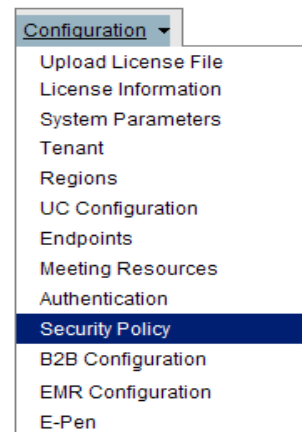 Configuration
Upload License File
License Information
System Parameters
Tenant
Regions
UC Configuration
Endpoints
Meeting Resources
Authentication
Security Policy
B2B Configuration
EMR Configuration
E-Pen